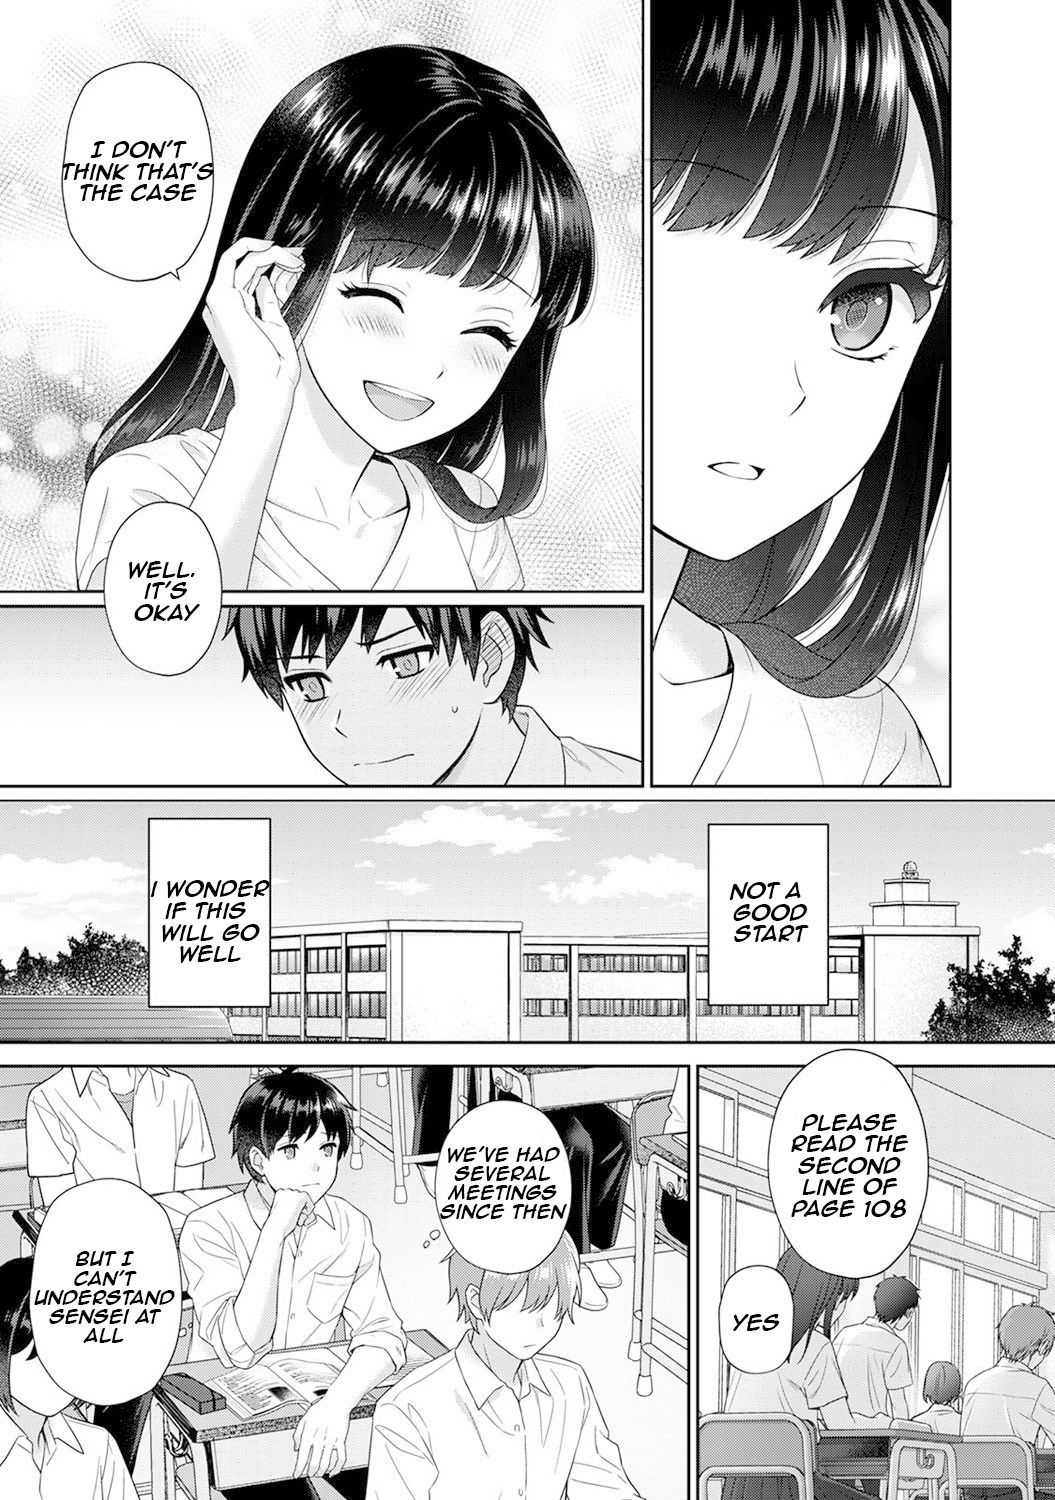 I DON'T
THINK THAT'S
THE CASE
WELL.
IT'S
OKAY
NOT A
GOOD
START
I WONDER
IF THIS
WILL GO
WELL
PLEASE
READ THE
SECOND
LINE OF
PAGE 108
YES
WE'VE HAD
SEVERAL
MEETINGS
SINCE THEN
BUT I
CAN'T
UNDERSTAND
SENSEI AT
ALL